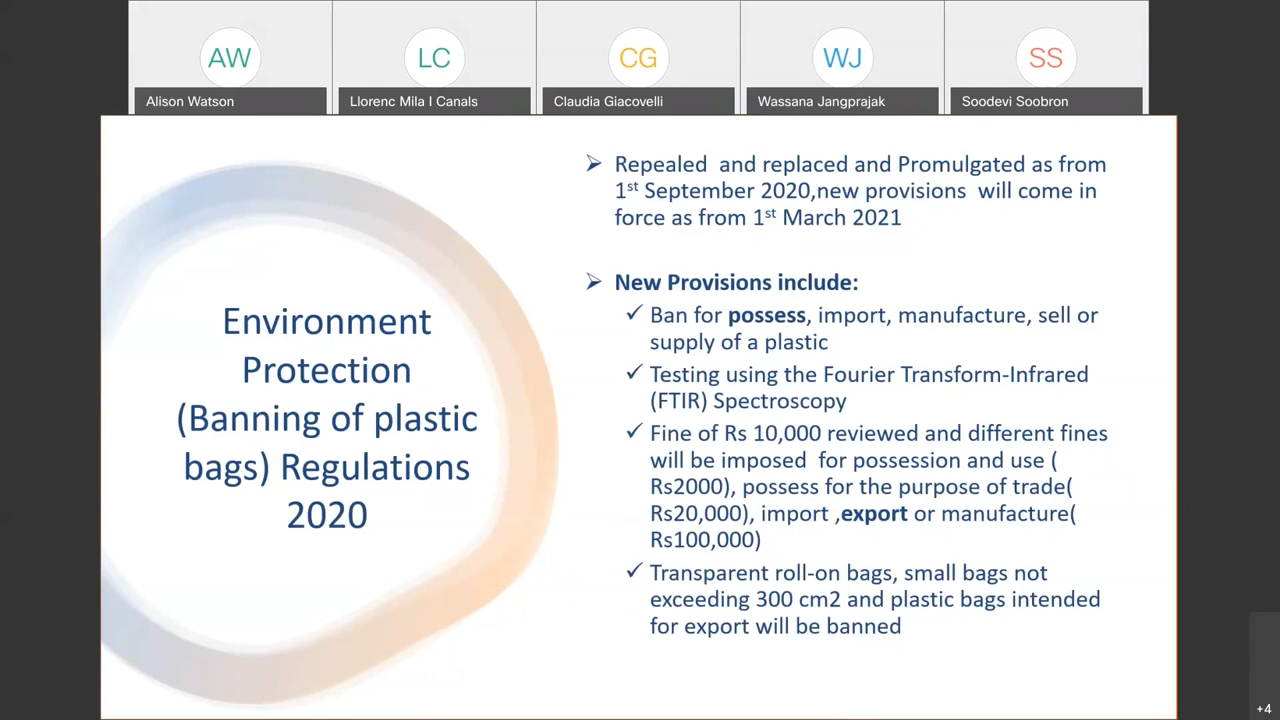 AW
LC
CG
WJ
SS
Alison Watson
Llorenc Mila I Canals
Claudia Giacovelli
Wassana Jangprajak
Soodevi Soobron
Environment
Protection
(Banning of plastic
bags) Regulations
2020
➢ Repealed and replaced and Promulgated as from
1st September 2020,new provisions will come in
force as from 1st March 2021
➢ New Provisions include:
✓ Ban for possess, import, manufacture, sell or
supply of a plastic
✓ Testing using the Fourier Transform-Infrared
(FTIR) Spectroscopy
✓ Fine of Rs 10,000 reviewed and different fines
will be imposed for possession and use (
Rs2000), possess for the purpose of trade(
Rs20,000), import ,export or manufacture(
Rs100,000)
✓ Transparent roll-on bags, small bags not
exceeding 300 cm2 and plastic bags intended
for export will be banned
+4